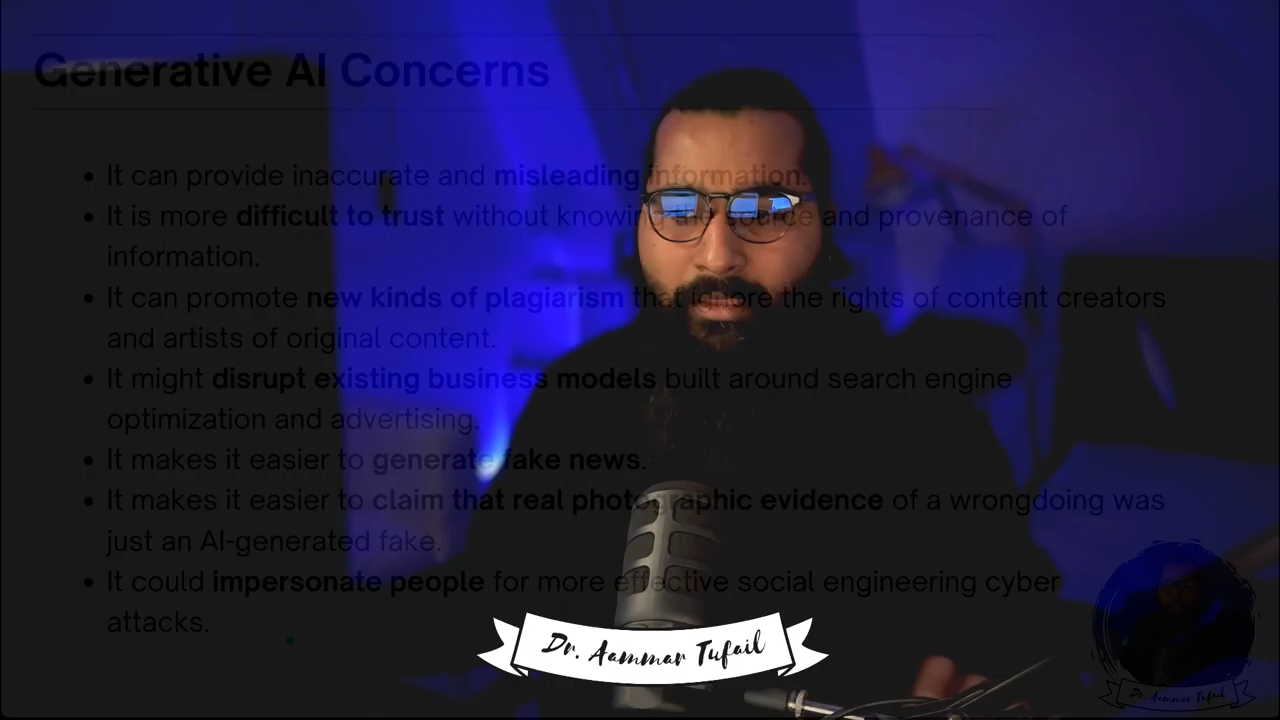 Generative AI Concerns
It can provide inaccurate and misleading information.
It is more difficult to trust without knowing the source and provenance of
information.
It can promote new kinds of plagiarism that ignore the rights of content creators
and artists of original content.
It might disrupt existing business models built around search engine
optimization and advertising.
It makes it easier to generate fake news.
It makes it easier to claim that real photographic evidence of a wrongdoing was
just an AI-generated fake.
It could impersonate people for more effective social engineering cyber
attacks.
Dr. Aammar Tufail
Dr. Aammar Tufail